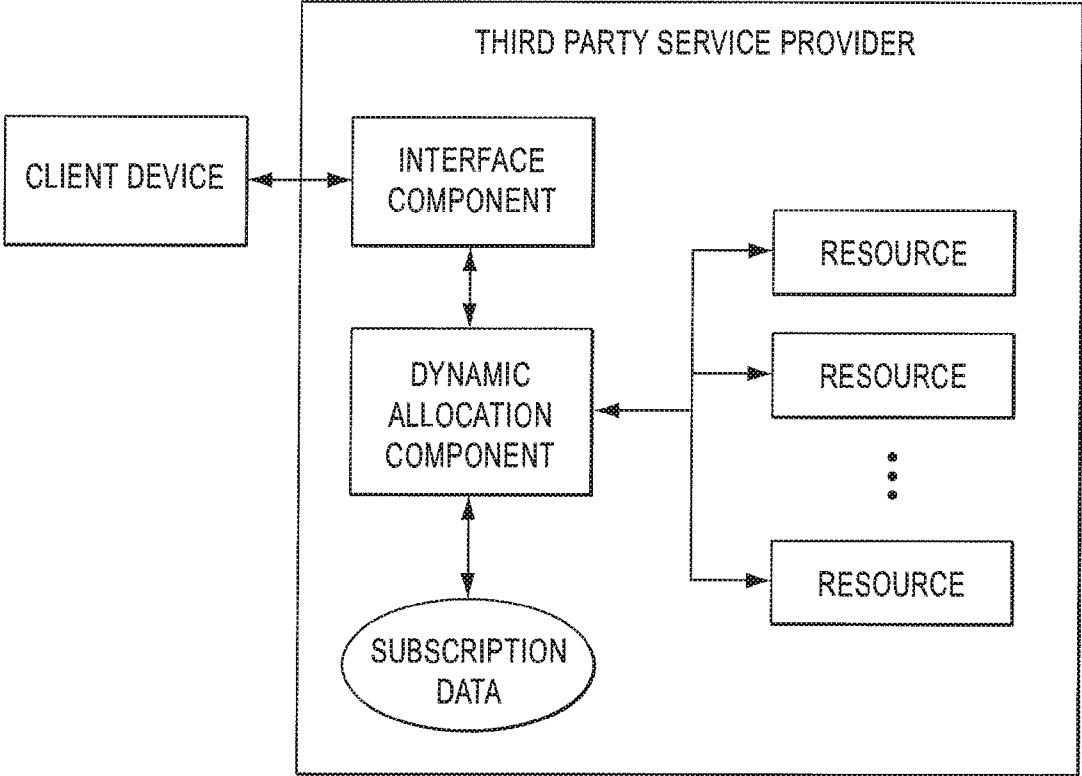 THIRD PARTY SERVICE PROVIDER
CLIENT DEVICE
INTERFACE
COMPONENT
RESOURCE
DYNAMIC
ALLOCATION
COMPONENT
RESOURCE
RESOURCE
SUBSCRIPTION
DATA